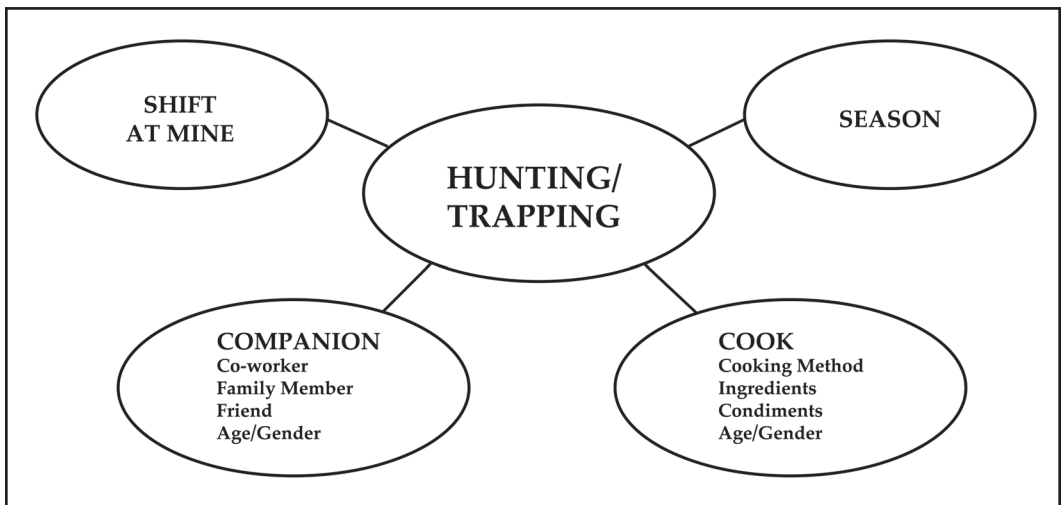 SHIFT
AT MINE
SEASON
HUNTING/
TRAPPING
COMPANION
Co-worker
Family Member
Friend
Age/Gender
COOK
Cooking Method
Ingredients
Condiments
Age/Gender